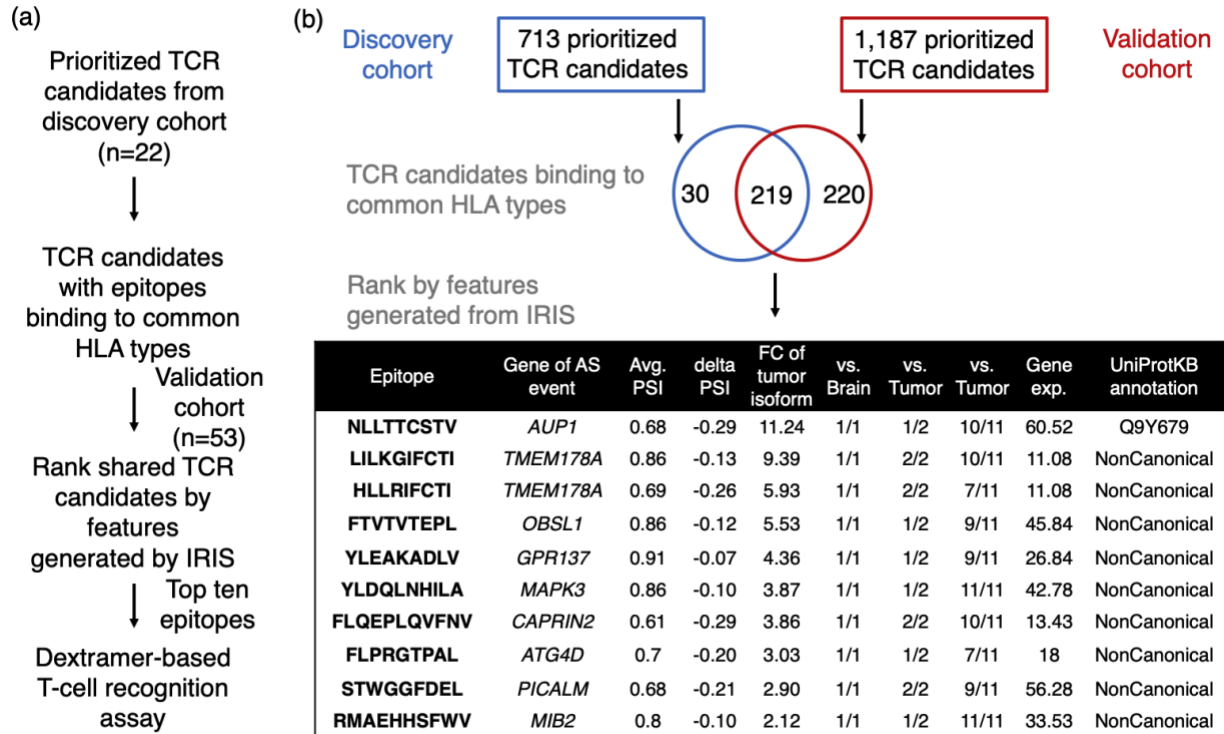 (a)
Prioritized TCR
candidates from
discovery cohort
(n=22)
TCR candidates
with epitopes
binding to common
HLA types
Validation
cohort
(n=53)
Rank shared TCR
candidates by
features
generated by IRIS
Top ten
epitopes
Dextramer-based
T-cell recognition
assay
(b)
Discovery
cohort
713 prioritized
TCR candidates
1,187 prioritized
TCR candidates
Validation
cohort
TCR candidates binding to
common HLA types
30 219 220
Rank by features
generated from IRIS
Epitope Gene of AS event Avg. PSI delta PSI FC of tumor isoform vs. Brain vs. Tumor vs. Tumor Gene exp. UniProtKB annotation
NLLTTCSTV AUP1 0.68 -0.29 11.24 1/1 1/2 10/11 60.52 Q9Y679
LILKGIFCTI TMEM178A 0.86 -0.13 9.39 1/1 2/2 10/11 11.08 NonCanonical
HLLRIFCTI TMEM178A 0.69 -0.26 5.93 1/1 2/2 7/11 11.08 NonCanonical
FTVTVTEPL OBSL1 0.86 -0.12 5.53 1/1 1/2 9/11 45.84 NonCanonical
YLEAKADLV GPR137 0.91 -0.07 4.36 1/1 1/2 9/11 26.84 NonCanonical
YLDQLNHILA MAPK3 0.86 -0.10 3.87 1/1 1/2 11/11 42.78 NonCanonical
FLQEPLQVFNV CAPRIN2 0.61 -0.29 3.86 1/1 2/2 10/11 13.43 NonCanonical
FLPRGTPAL ATG4D 0.7 -0.20 3.03 1/1 1/2 7/11 18 NonCanonical
STWGGFDEL PICALM 0.68 -0.21 2.90 1/1 2/2 9/11 56.28 NonCanonical
RMAEHHSFWV MIB2 0.8 -0.10 2.12 1/1 1/2 11/11 33.53 NonCanonical